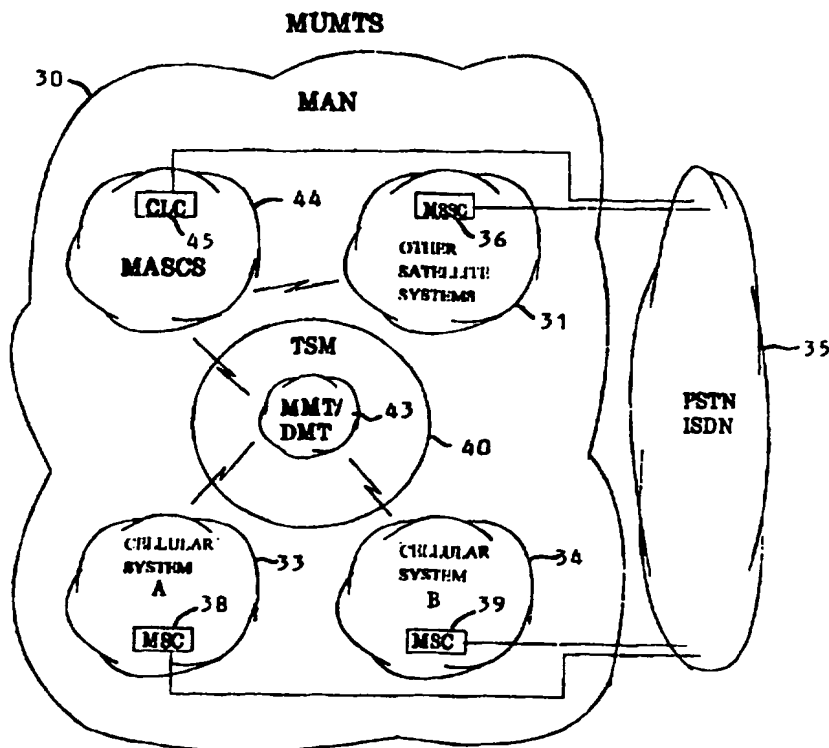 MUMTS
30
MAN
CLC
45
MASCS
44
MSSC
36
OTHER
SATELLITE
SYSTEMS
31
35
TSM
MMT/
DMT
43
40
PSTN
ISDN
CELLULAR
SYSTEM
A
33
38
MSC
CELLULAR
SYSTEM
B
34
39
MSC